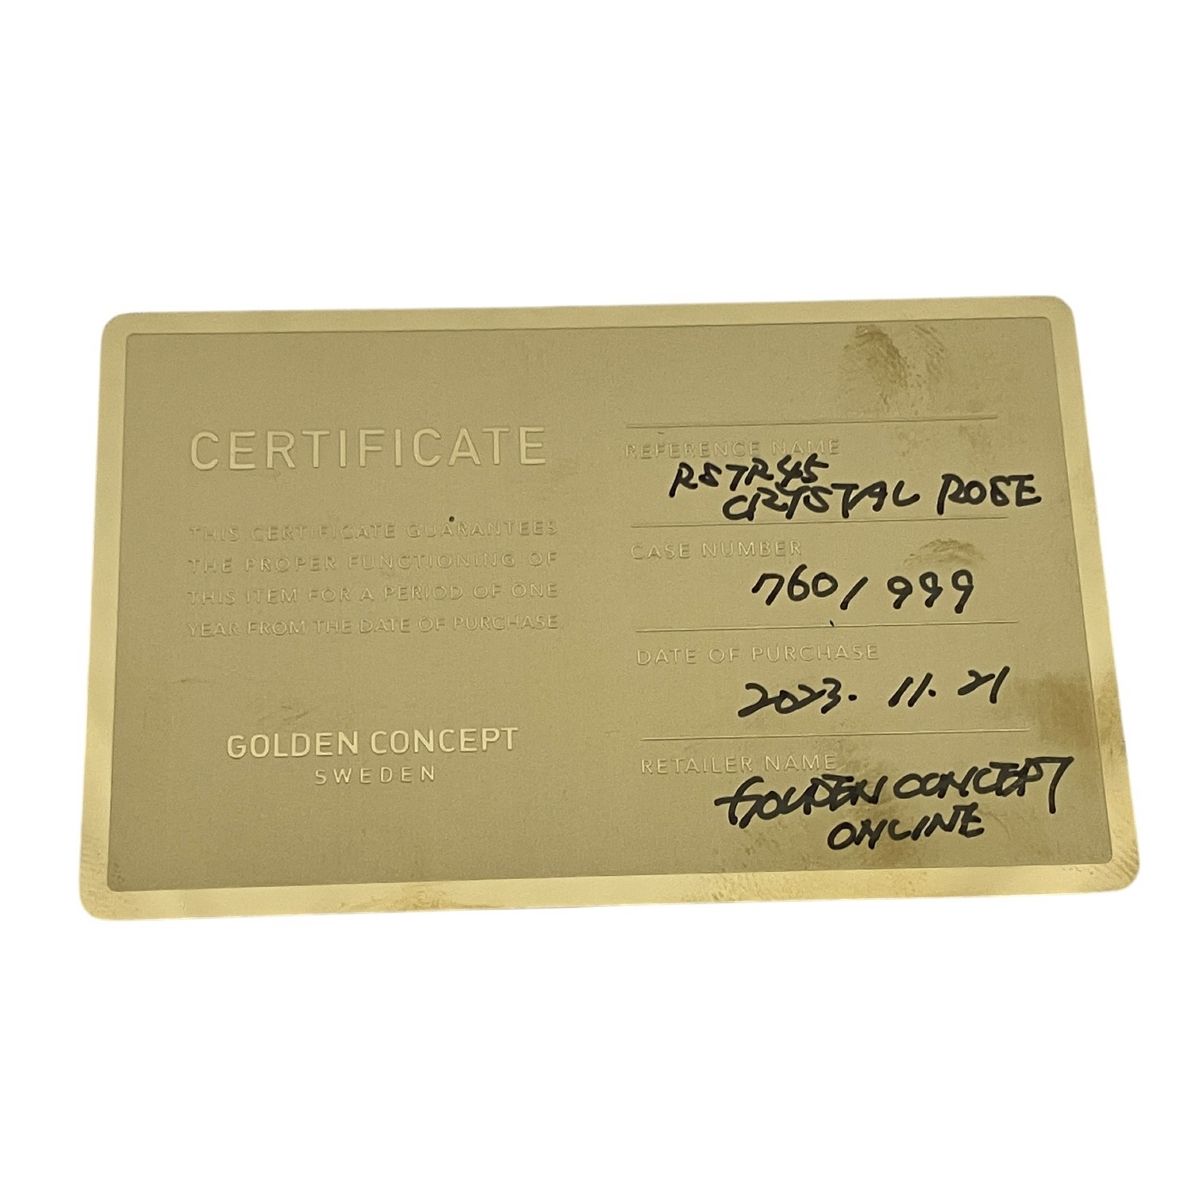 CERTIFICATE
THIS CERTIFICATE GUARANTEES
THE PROPER FUNCTIONING OF
THIS ITEM FOR A PERIOD OF ONE
YEAR FROM THE DATE OF PURCHASE
GOLDEN CONCEPT
SWEDEN
REFERENCE NAME
RSTR45
CRYSTAL ROSE
CASE NUMBER
760/999
DATE OF PURCHASE
2023.11.21
RETAILER NAME
GOLDEN CONCEPT
ONLINE